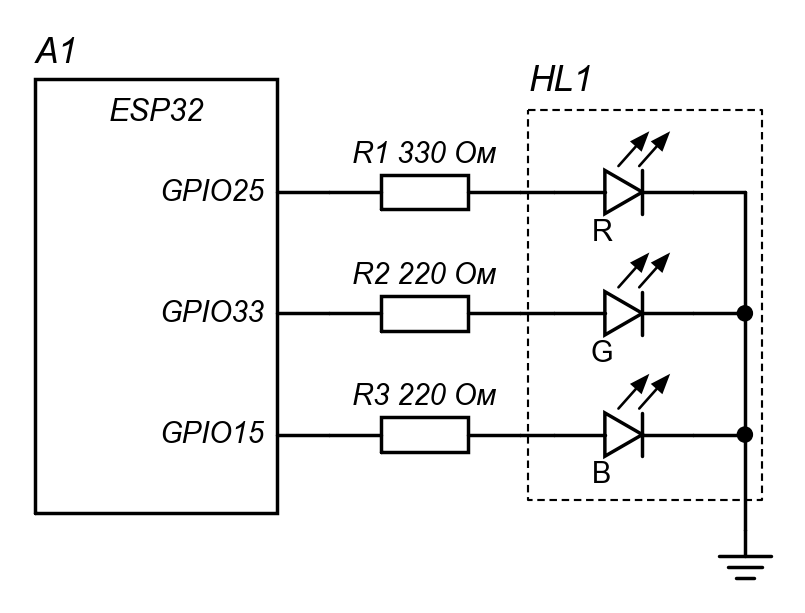 A1
HL1
ESP32
R1 330 Ом
GPIO25
R
R2 220 Ом
GPIO33
G
R3 220 Ом
GPIO15
B